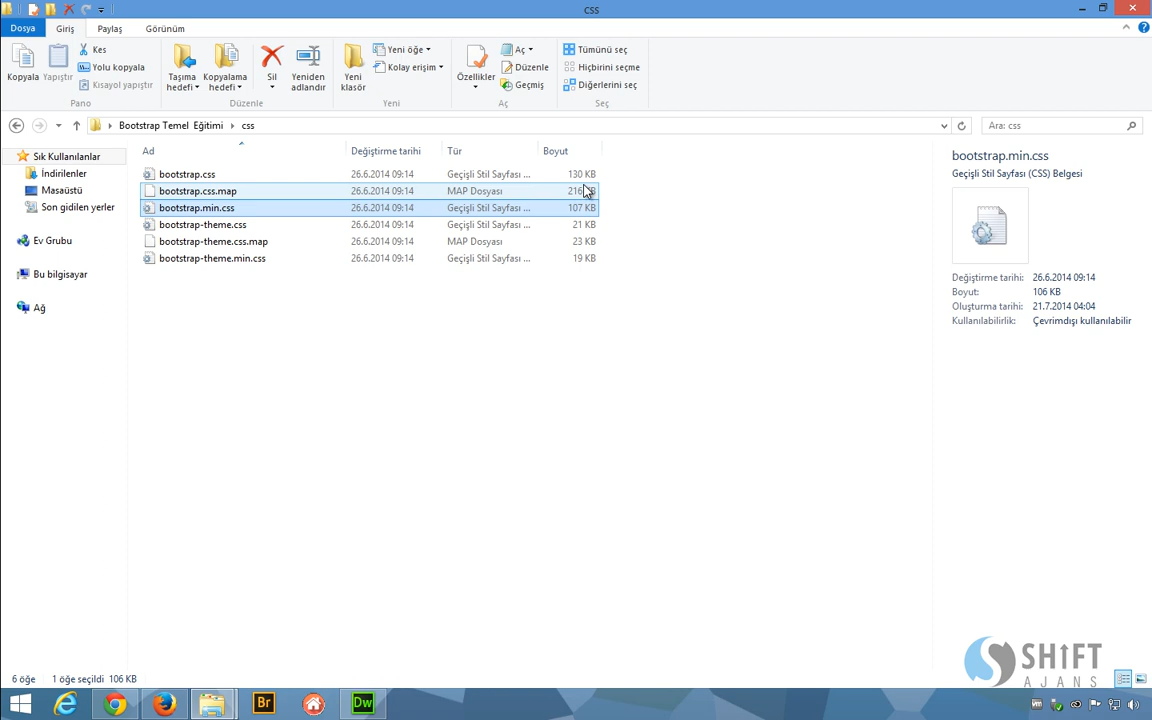 css
Dosya Giriş Paylaş Görünüm
Kopyala Yapıştır Kes Yolu kopyala Kısayol yapıştır
Taşıma hedefi Kopyalama hedefi Sil Yeniden adlandır
Yeni klasör Yeni öğe Kolay erişim
Özellikler Aç Düzenle Geçmiş
Tümünü seç Hiçbirini seçme Diğerlerini seç
Pano Düzenle Yeni Aç Seç
Bootstrap Temel Eğitimi css Ara: css
Sık Kullanılanlar
İndirilenler
Masaüstü
Son gidilen yerler
Ev Grubu
Bu bilgisayar
Ağ
Ad Değiştirme tarihi Tür Boyut
bootstrap.css 26.6.2014 09:14 Geçişli Stil Sayfası ... 130 KB
bootstrap.css.map 26.6.2014 09:14 MAP Dosyası
bootstrap.min.css 26.6.2014 09:14 Geçişli Stil Sayfası ... 107 KB
bootstrap-theme.css 26.6.2014 09:14 Geçişli Stil Sayfası ... 21 KB
bootstrap-theme.css.map 26.6.2014 09:14 MAP Dosyası 23 KB
bootstrap-theme.min.css 26.6.2014 09:14 Geçişli Stil Sayfası ... 19 KB
bootstrap.min.css
Geçişli Stil Sayfası (CSS) Belgesi
Değiştirme tarihi: 26.6.2014 09:14
Boyut: 106 KB
Oluşturma tarihi: 21.7.2014 04:04
Kullanılabilirlik: Çevrimdışı kullanılabilir
SHIFT
AJANS
6 öğe 1 öğe seçildi 106 KB
Br Dw